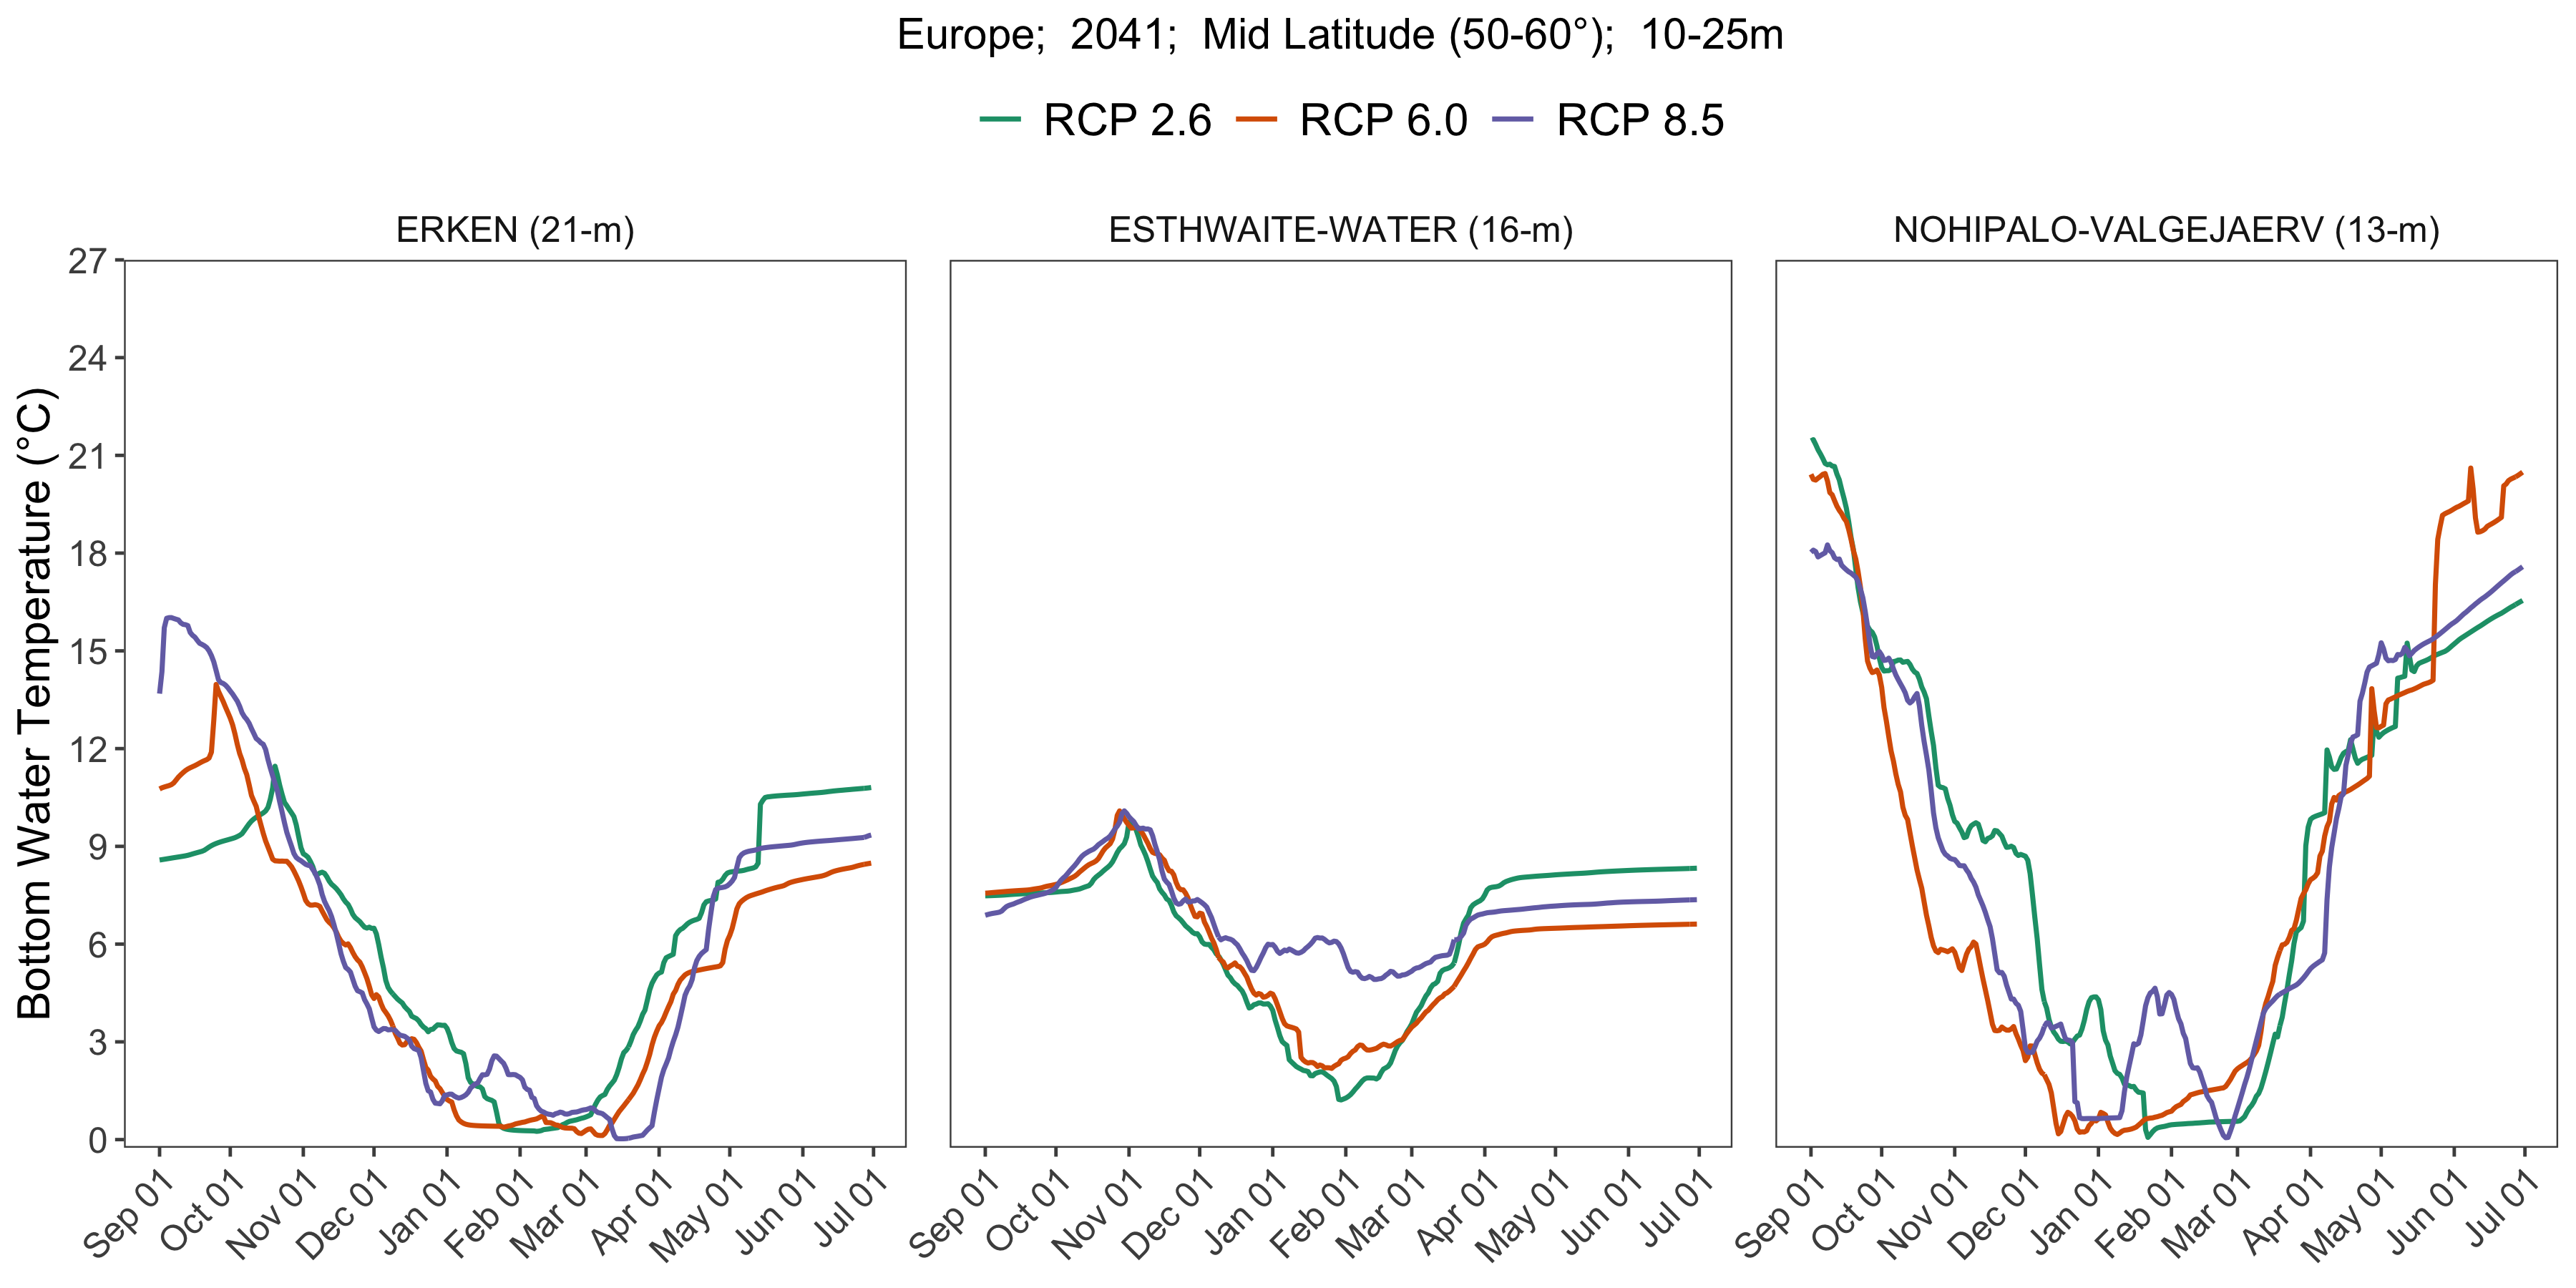 Europe;  2041;  Mid Latitude (50-60°);  10-25m
RCP 2.6 RCP 6.0 RCP 8.5
ERKEN (21-m) ESTHWAITE-WATER (16-m) NOHIPALO-VALGEJAERV (13-m)
Bottom Water Temperature (°C)
27
24
21
18
15
12
9
6
3
0
Sep 01 Oct 01 Nov 01 Dec 01 Jan 01 Feb 01 Mar 01 Apr 01 May 01 Jun 01 Jul 01
Sep 01 Oct 01 Nov 01 Dec 01 Jan 01 Feb 01 Mar 01 Apr 01 May 01 Jun 01 Jul 01
Sep 01 Oct 01 Nov 01 Dec 01 Jan 01 Feb 01 Mar 01 Apr 01 May 01 Jun 01 Jul 01